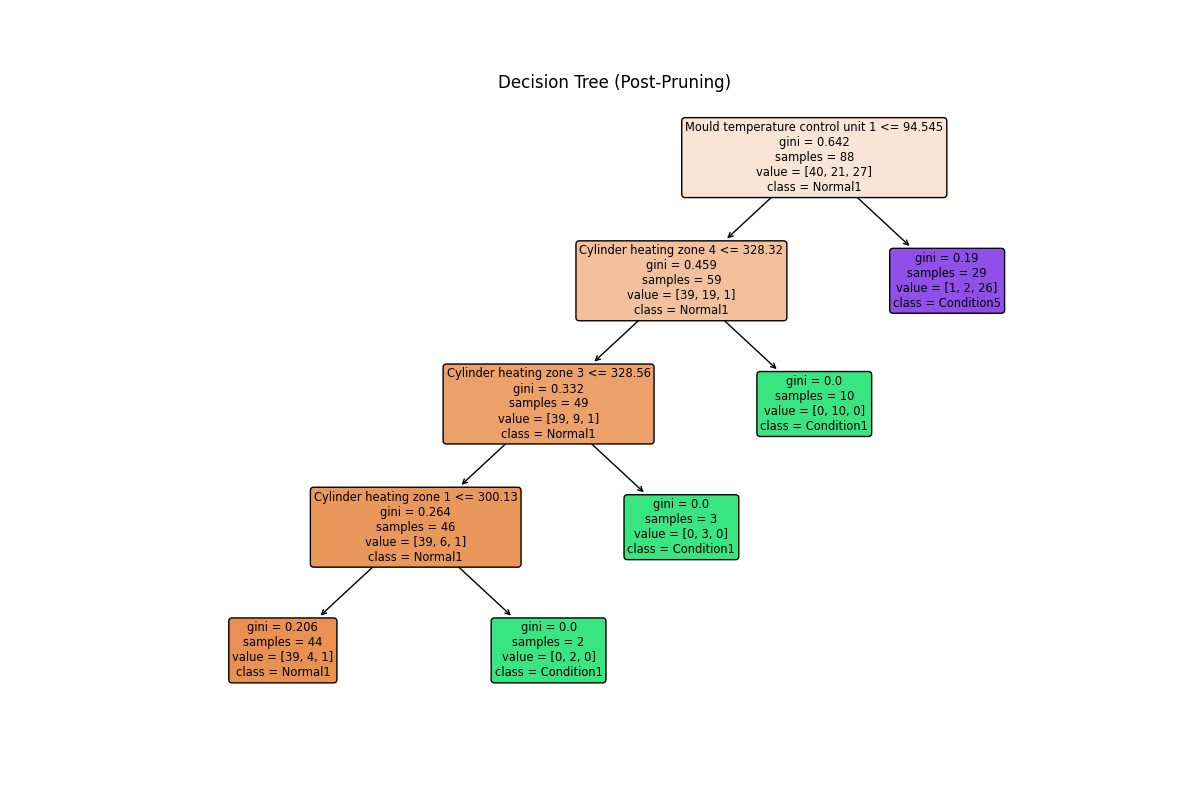 Decision Tree (Post-Pruning)
Mould temperature control unit 1 <= 94.545
gini = 0.642
samples = 88
value = [40, 21, 27]
class = Normal1
Cylinder heating zone 4 <= 328.32
gini = 0.459
samples = 59
value = [39, 19, 1]
class = Normal1
gini = 0.19
samples = 29
value = [1, 2, 26]
class = Condition5
Cylinder heating zone 3 <= 328.56
gini = 0.332
samples = 49
value = [39, 9, 1]
class = Normal1
gini = 0.0
samples = 10
value = [0, 10, 0]
class = Condition1
Cylinder heating zone 1 <= 300.13
gini = 0.264
samples = 46
value = [39, 6, 1]
class = Normal1
gini = 0.0
samples = 3
value = [0, 3, 0]
class = Condition1
gini = 0.206
samples = 44
value = [39, 4, 1]
class = Normal1
gini = 0.0
samples = 2
value = [0, 2, 0]
class = Condition1